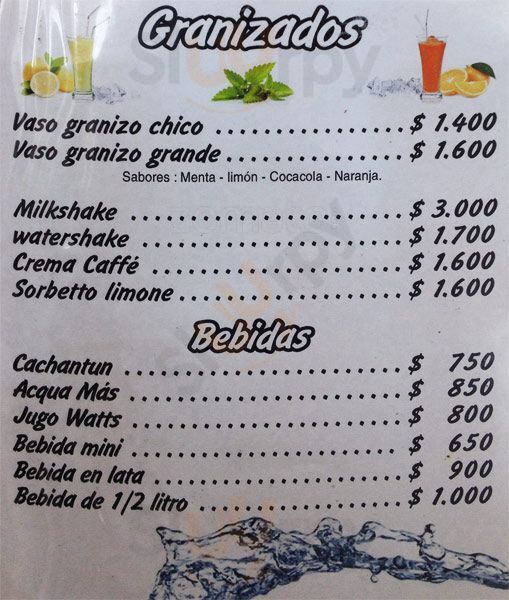 Granizados
Vaso granizo chico ........................ $ 1.400
Vaso granizo grande ........................ $ 1.600
Sabores : Menta - limón - Cocacola - Naranja.
Milkshake ........................ $ 3.000
watershake ........................ $ 1.700
Crema Caffé ........................ $ 1.600
Sorbetto limone ........................ $ 1.600
Bebidas
Cachantun ........................ $ 750
Acqua Más ........................ $ 850
Jugo Watts ........................ $ 800
Bebida mini ........................ $ 650
Bebida en lata ........................ $ 900
Bebida de 1/2 litro ........................ $ 1.000